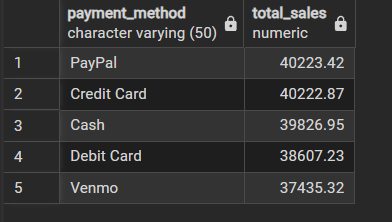 payment_method total_sales
character varying (50) numeric
1 PayPal 40223.42
2 Credit Card 40222.87
3 Cash 39826.95
4 Debit Card 38607.23
5 Venmo 37435.32